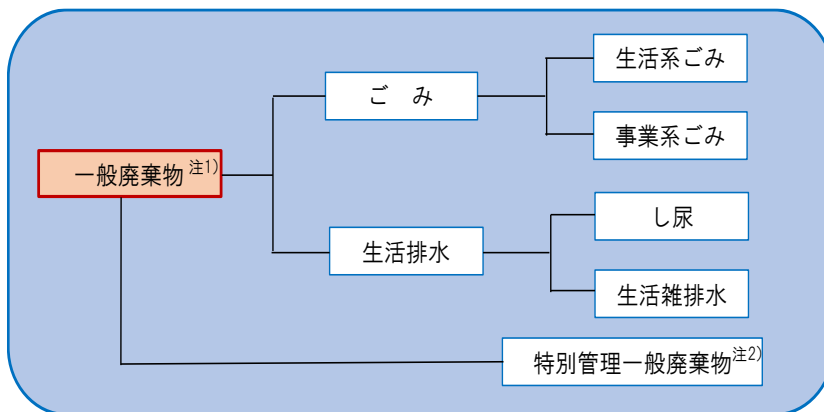 生活系ごみ
ご　み
事業系ごみ
一般廃棄物注1)
し尿
生活排水
生活雑排水
特別管理一般廃棄物注2)